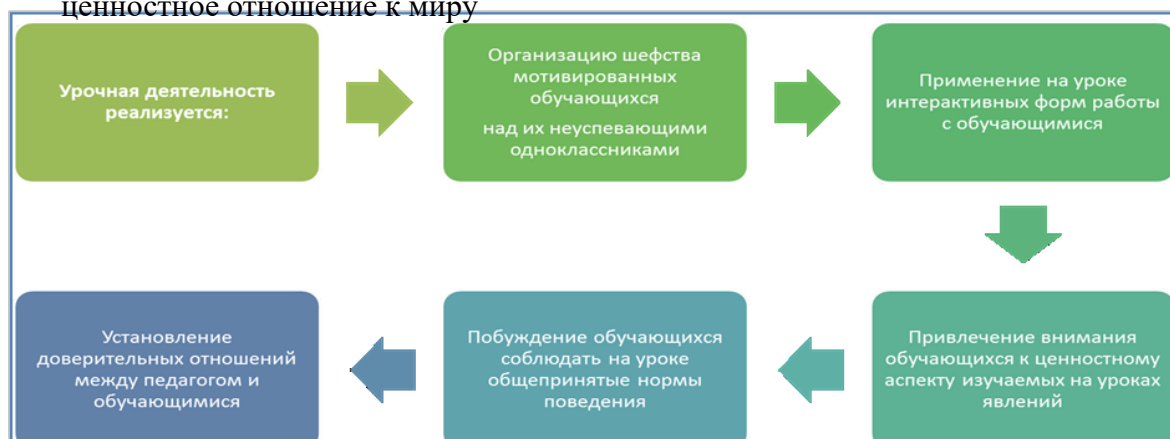 ценностное отношение к миру
Урочная деятельность
реализуется:
Организацию шефства
мотивированных
обучающихся
над их неуспевающими
одноклассниками
Применение на уроке
интерактивных форм работы
с обучающимися
Привлечение внимания
обучающихся к ценностному
аспекту изучаемых на уроках
явлений
Побуждение обучающихся
соблюдать на уроке
общепринятые нормы
поведения
Установление
доверительных отношений
между педагогом и
обучающимися